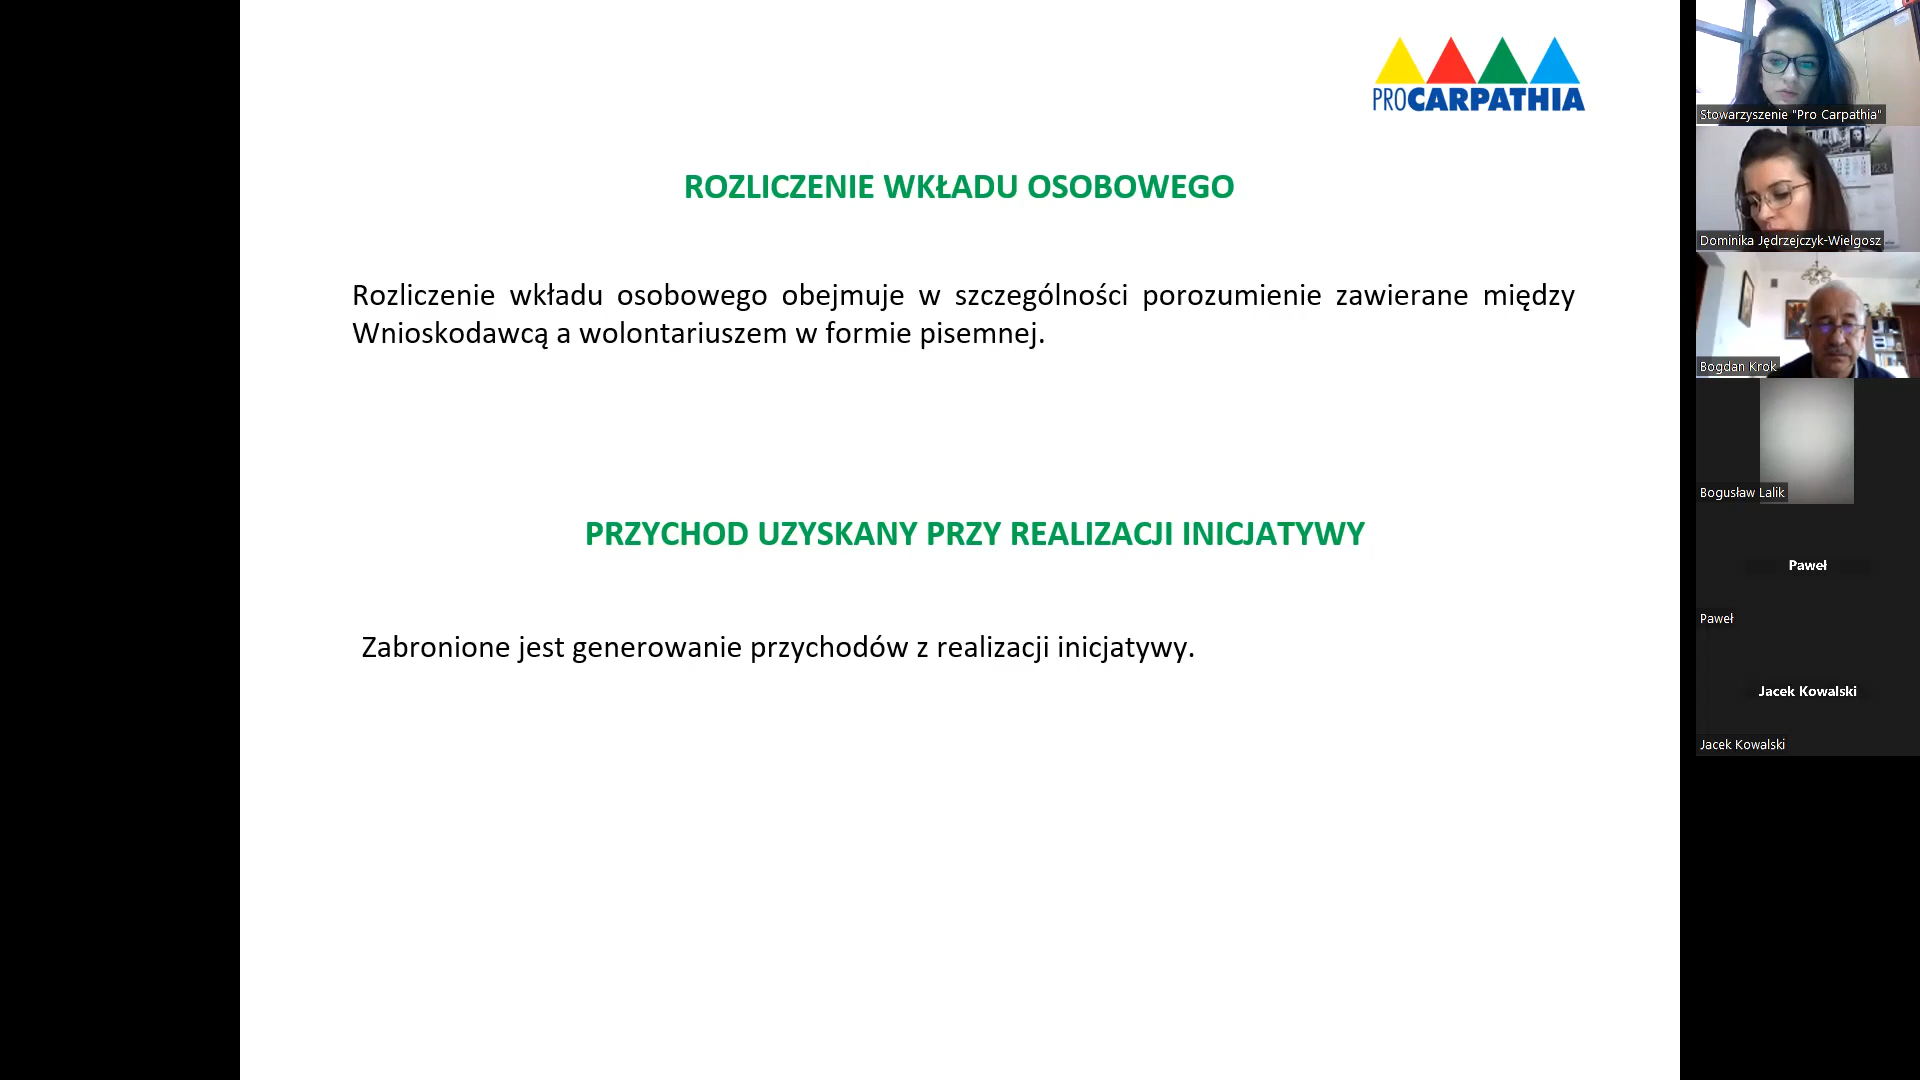 PROCARPATHIA
ROZLICZENIE WKŁADU OSOBOWEGO
Rozliczenie wkładu osobowego obejmuje w szczególności porozumienie zawierane między
Wnioskodawcą a wolontariuszem w formie pisemnej.
PRZYCHOD UZYSKANY PRZY REALIZACJI INICJATYWY
Zabronione jest generowanie przychodów z realizacji inicjatywy.
Stowarzyszenie "Pro Carpathia"
Dominika Jędrzejczyk-Wielgosz
Bogdan Krok
Bogusław Lalik
Paweł
Paweł
Jacek Kowalski
Jacek Kowalski